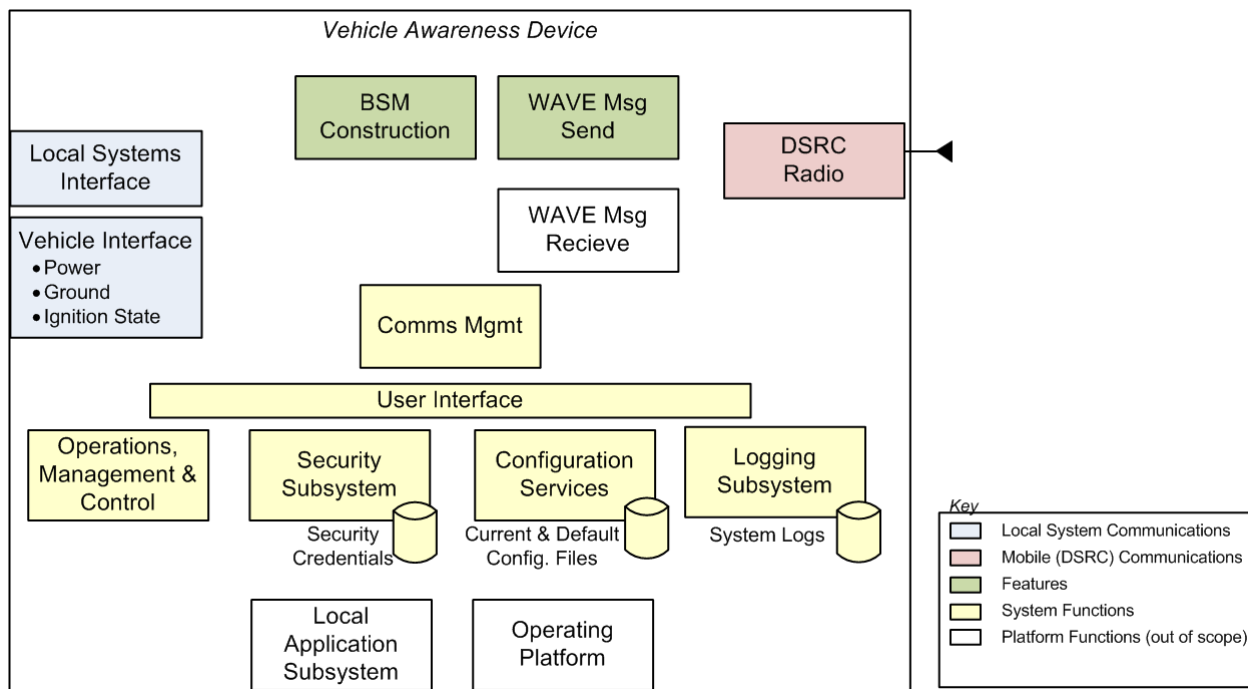 Vehicle Awareness Device
BSM
Construction
WAVE Msg
Send
DSRC
Radio
Local Systems
Interface
WAVE Msg
Recieve
Vehicle Interface
• Power
• Ground
• Ignition State
Comms Mgmt
User Interface
Operations,
Management &
Control
Security
Subsystem
Configuration
Services
Logging
Subsystem
Security
Credentials
Current & Default
Config. Files
System Logs
Local
Application
Subsystem
Operating
Platform
Key
Local System Communications
Mobile (DSRC) Communications
Features
System Functions
Platform Functions (out of scope)